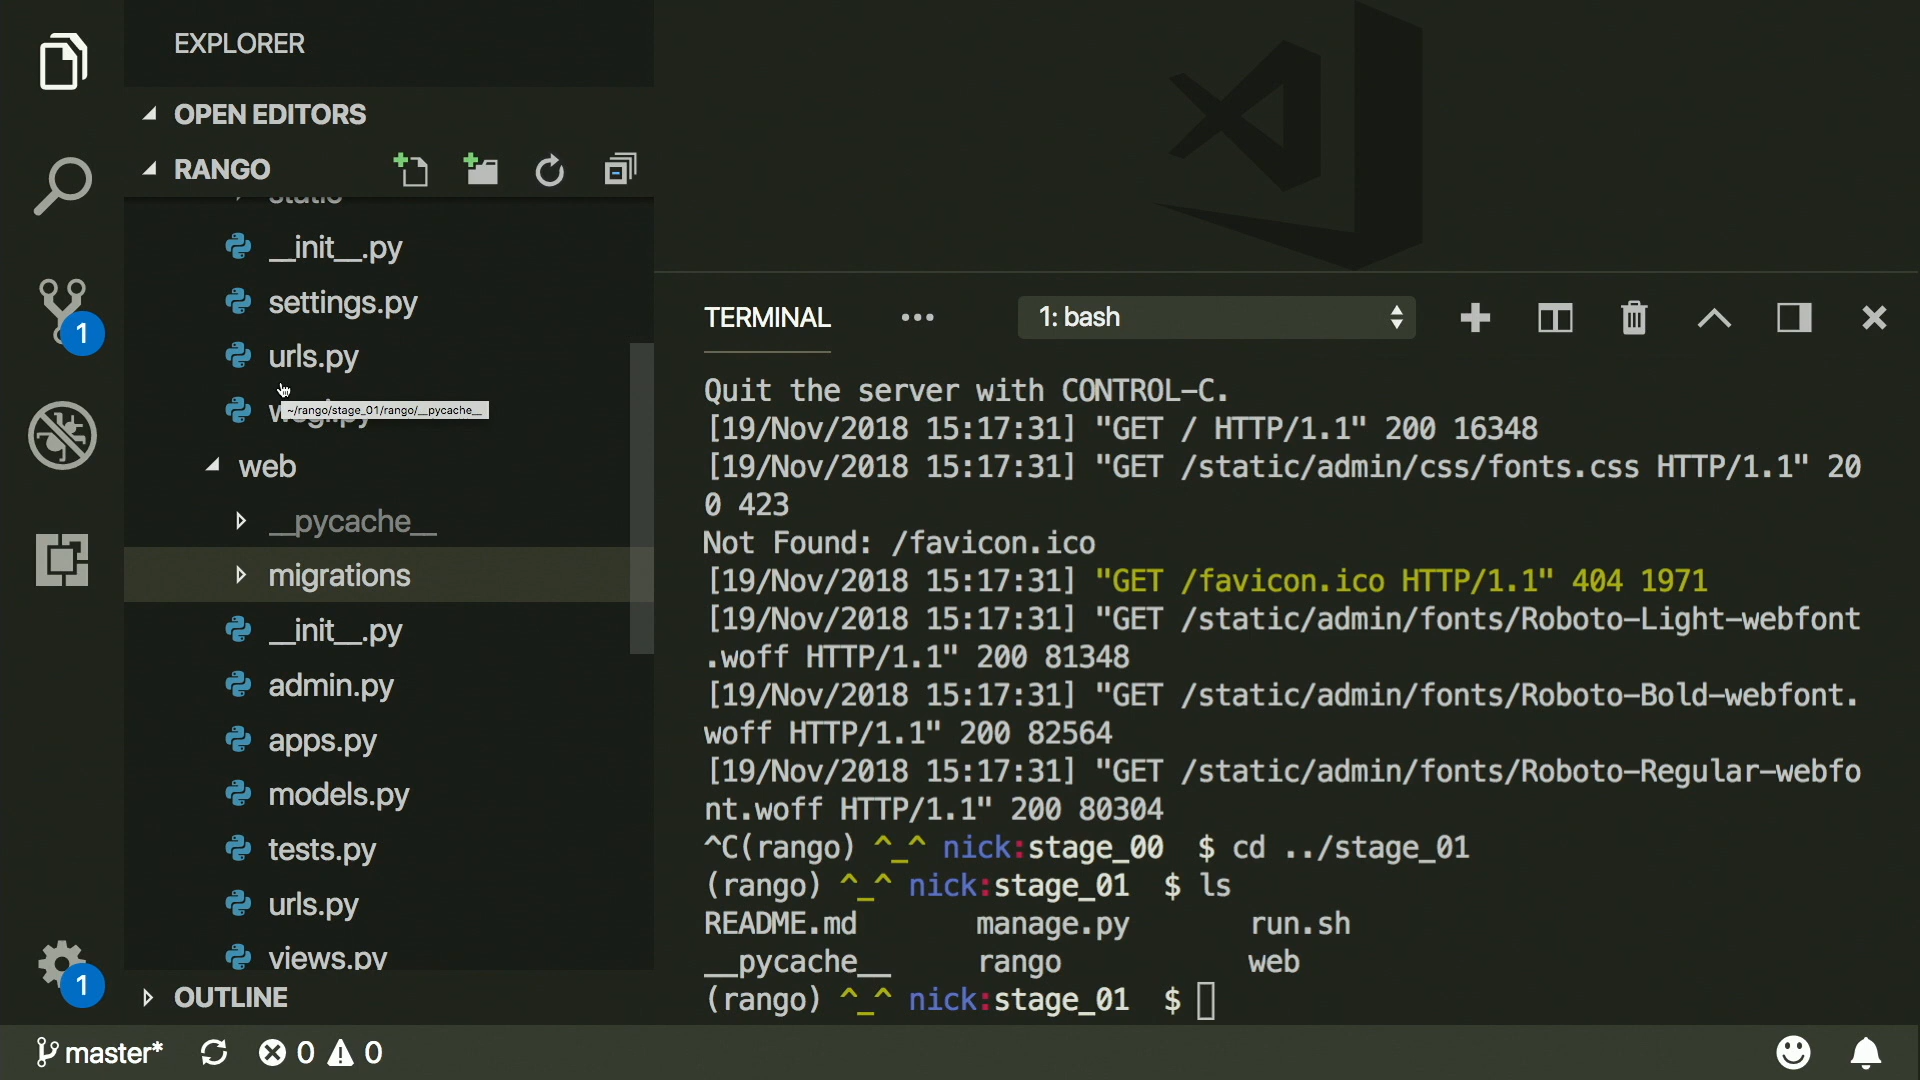 EXPLORER
OPEN EDITORS
RANGO
static
__init__.py
settings.py
urls.py
~/rango/stage_01/rango/__pycache__
wsgi.py
web
__pycache__
migrations
__init__.py
admin.py
apps.py
models.py
tests.py
urls.py
views.py
OUTLINE
1
1
TERMINAL
1: bash
Quit the server with CONTROL-C.
[19/Nov/2018 15:17:31] "GET / HTTP/1.1" 200 16348
[19/Nov/2018 15:17:31] "GET /static/admin/css/fonts.css HTTP/1.1" 20
0 423
Not Found: /favicon.ico
[19/Nov/2018 15:17:31] "GET /favicon.ico HTTP/1.1" 404 1971
[19/Nov/2018 15:17:31] "GET /static/admin/fonts/Roboto-Light-webfont
.woff HTTP/1.1" 200 81348
[19/Nov/2018 15:17:31] "GET /static/admin/fonts/Roboto-Bold-webfont.
woff HTTP/1.1" 200 82564
[19/Nov/2018 15:17:31] "GET /static/admin/fonts/Roboto-Regular-webfo
nt.woff HTTP/1.1" 200 80304
^C(rango) ^_^ nick:stage_00 $ cd ../stage_01
(rango) ^_^ nick:stage_01 $ ls
README.md manage.py run.sh
__pycache__ rango web
(rango) ^_^ nick:stage_01 $
master* 0 0